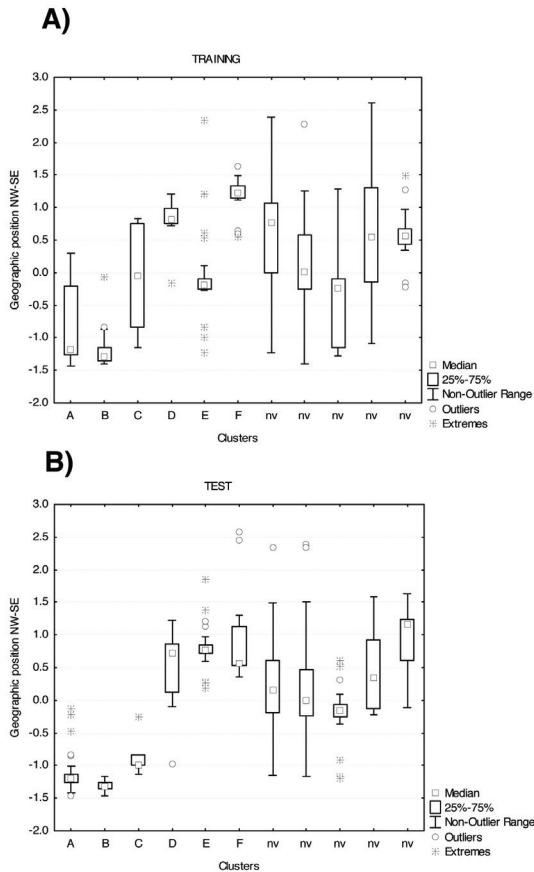 A)
TRAINING
3.0
2.5
2.0
1.5
1.0
0.5
0.0
-0.5
-1.0
-1.5
-2.0
Geographic position NW-SE
A B C D E F nv nv nv nv nv
Clusters
Median
25%-75%
Non-Outlier Range
Outliers
Extremes
B)
TEST
3.0
2.5
2.0
1.5
1.0
0.5
0.0
-0.5
-1.0
-1.5
-2.0
Geographic position NW-SE
A B C D E F nv nv nv nv nv
Clusters
Median
25%-75%
Non-Outlier Range
Outliers
Extremes